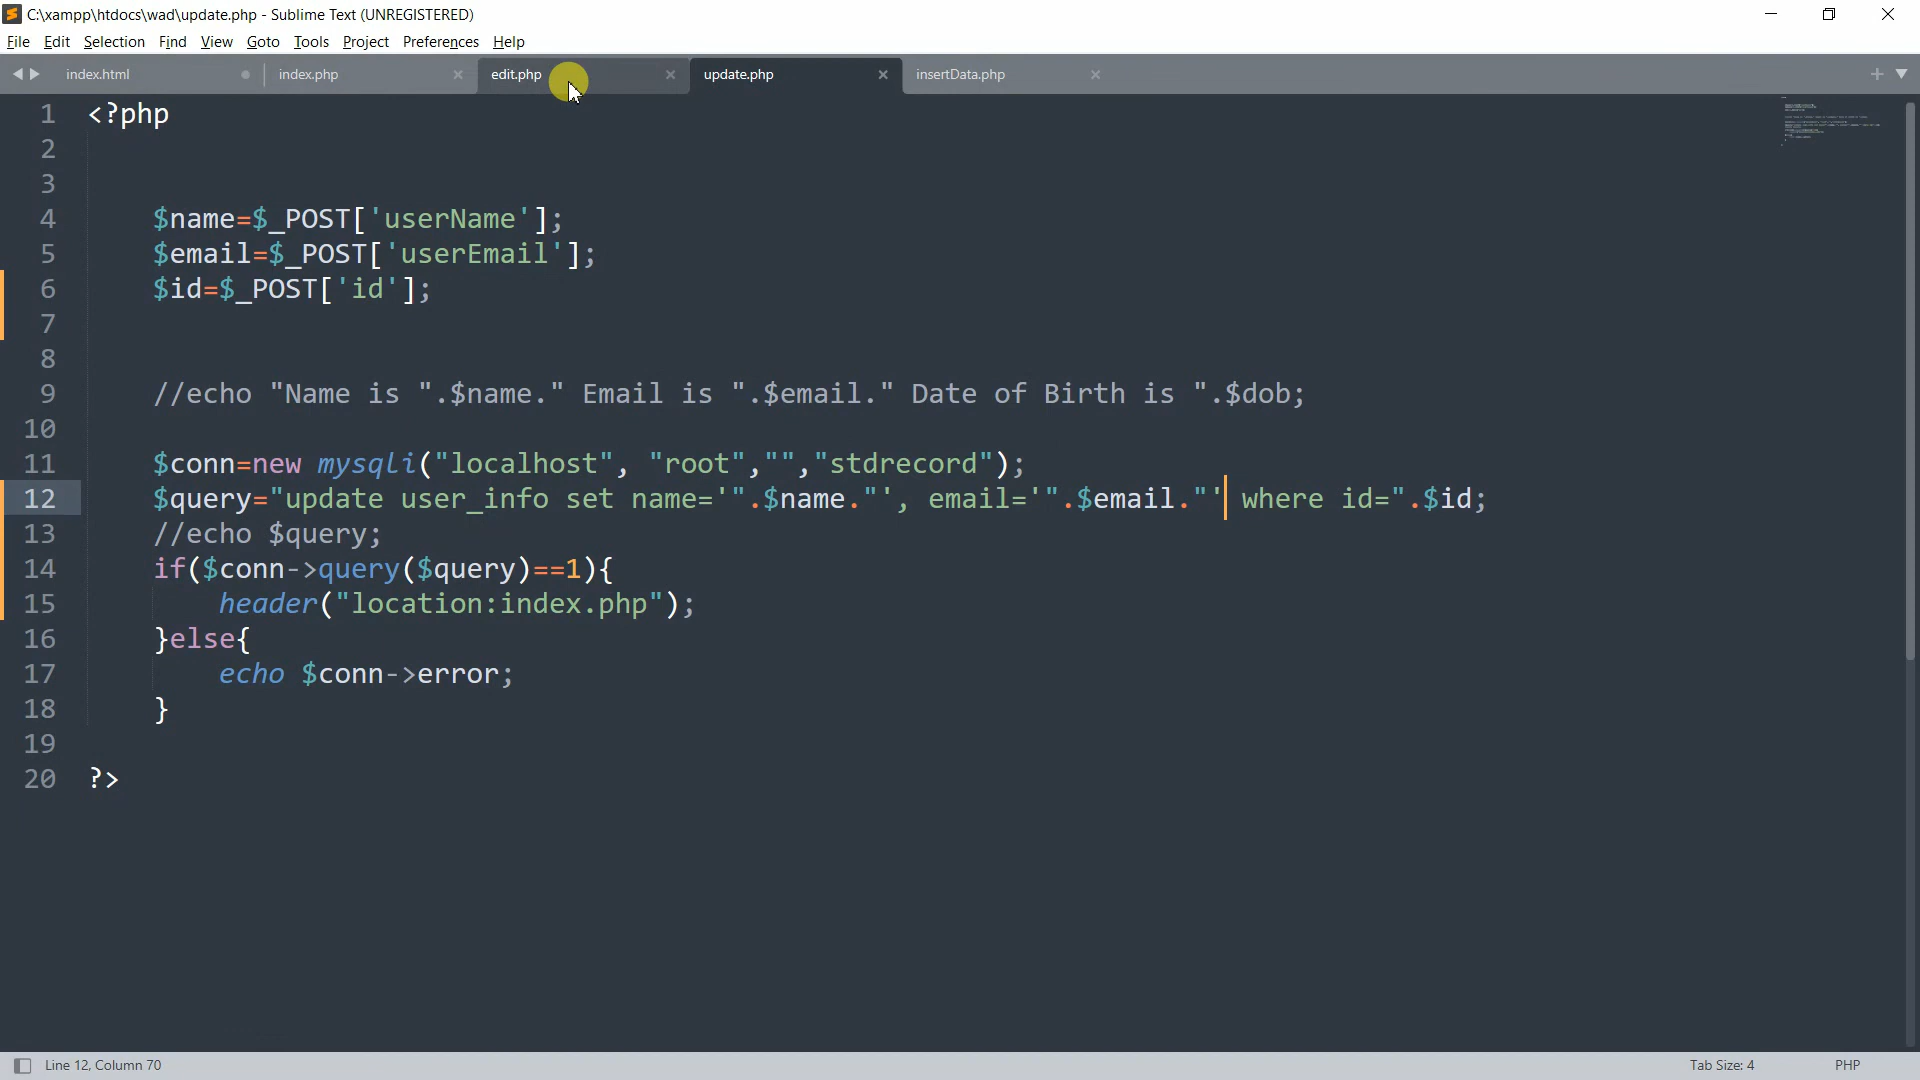 C:\xampp\htdocs\wad\update.php - Sublime Text (UNREGISTERED)
File Edit Selection Find View Goto Tools Project Preferences Help
index.html index.php edit.php update.php insertData.php
1 <?php
2
3
4 $name=$_POST['userName'];
5 $email=$_POST['userEmail'];
6 $id=$_POST['id'];
7
8
9 //echo "Name is ".$name." Email is ".$email." Date of Birth is ".$dob;
10
11 $conn=new mysqli("localhost", "root","","stdrecord");
12 $query="update user_info set name='".$name."', email='".$email."' where id=".$id;
13 //echo $query;
14 if($conn->query($query)==1){
15 header("location:index.php");
16 }else{
17 echo $conn->error;
18 }
19
20 ?>
Line 12, Column 70 Tab Size: 4 PHP